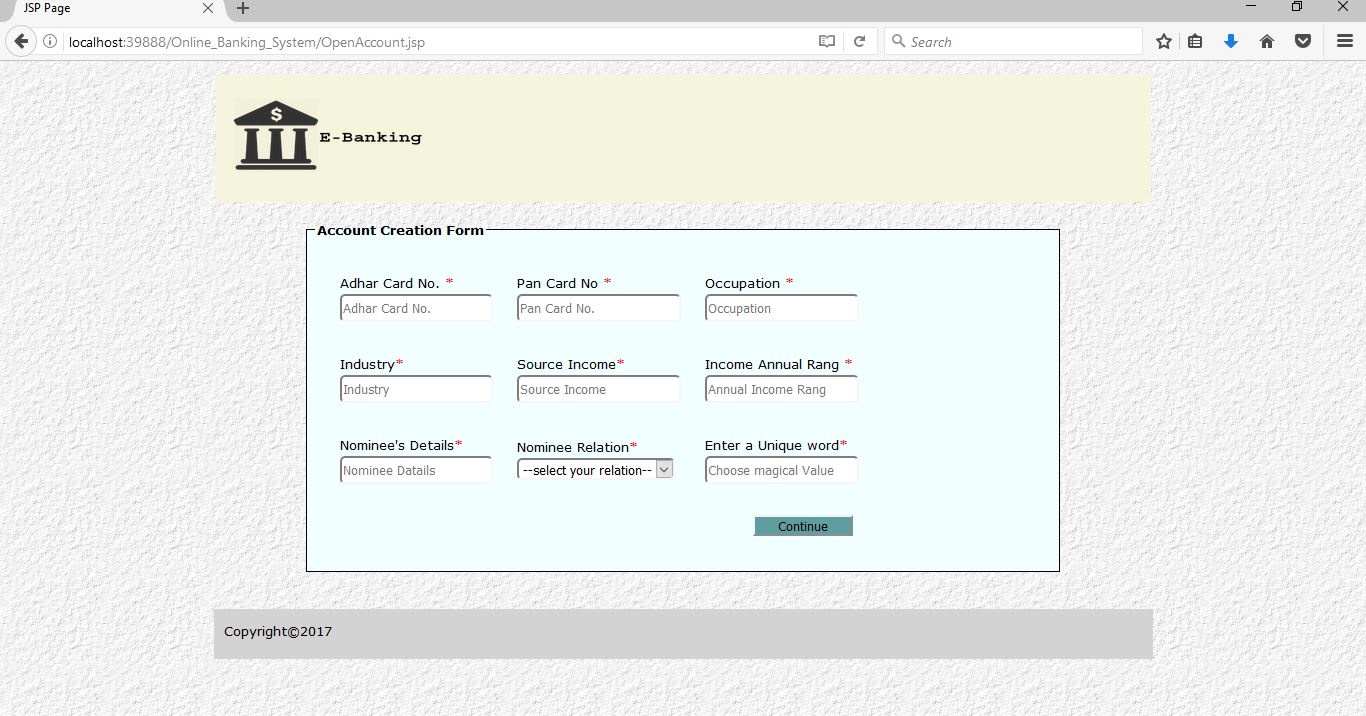 JSP Page
localhost:39888/Online_Banking_System/OpenAccount.jsp
Search
$
E-Banking
Account Creation Form
Adhar Card No. * Pan Card No * Occupation *
Adhar Card No. Pan Card No. Occupation
Industry* Source Income* Income Annual Rang *
Industry Source Income Annual Income Rang
Nominee's Details* Nominee Relation* Enter a Unique word*
Nominee Datails --select your relation-- Choose magical Value
Continue
Copyright©2017